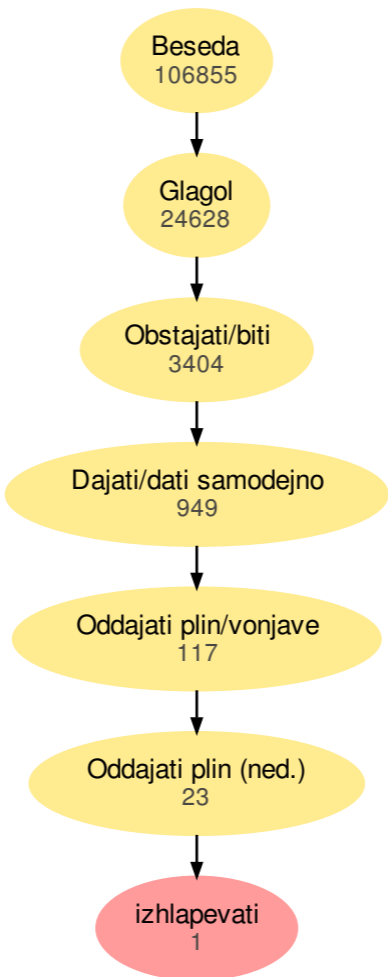 Beseda
106855
Glagol
24628
Obstajati/biti
3404
Dajati/dati samodejno
949
Oddajati plin/vonjave
117
Oddajati plin (ned.)
23
izhlapevati
1